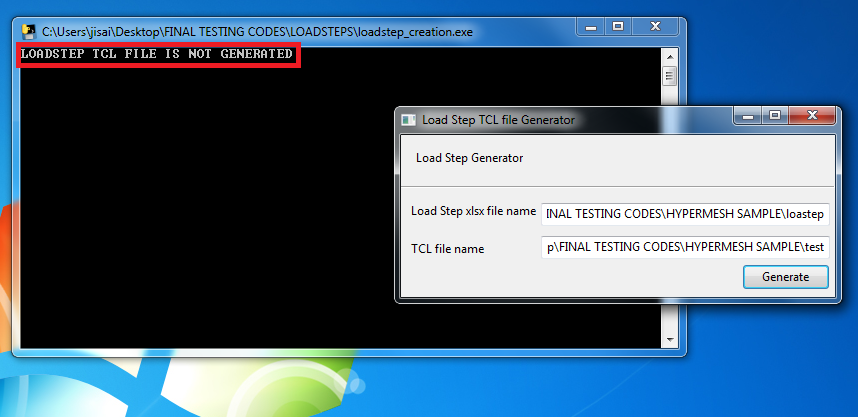 C:\Users\jisai\Desktop\FINAL TESTING CODES\LOADSTEPS\loadstep_creation.exe
LOADSTEP TCL FILE IS NOT GENERATED
Load Step TCL file Generator
Load Step Generator
Load Step xlsx file name INAL TESTING CODES\HYPERMESH SAMPLE\loastep
TCL file name p\FINAL TESTING CODES\HYPERMESH SAMPLE\test
Generate